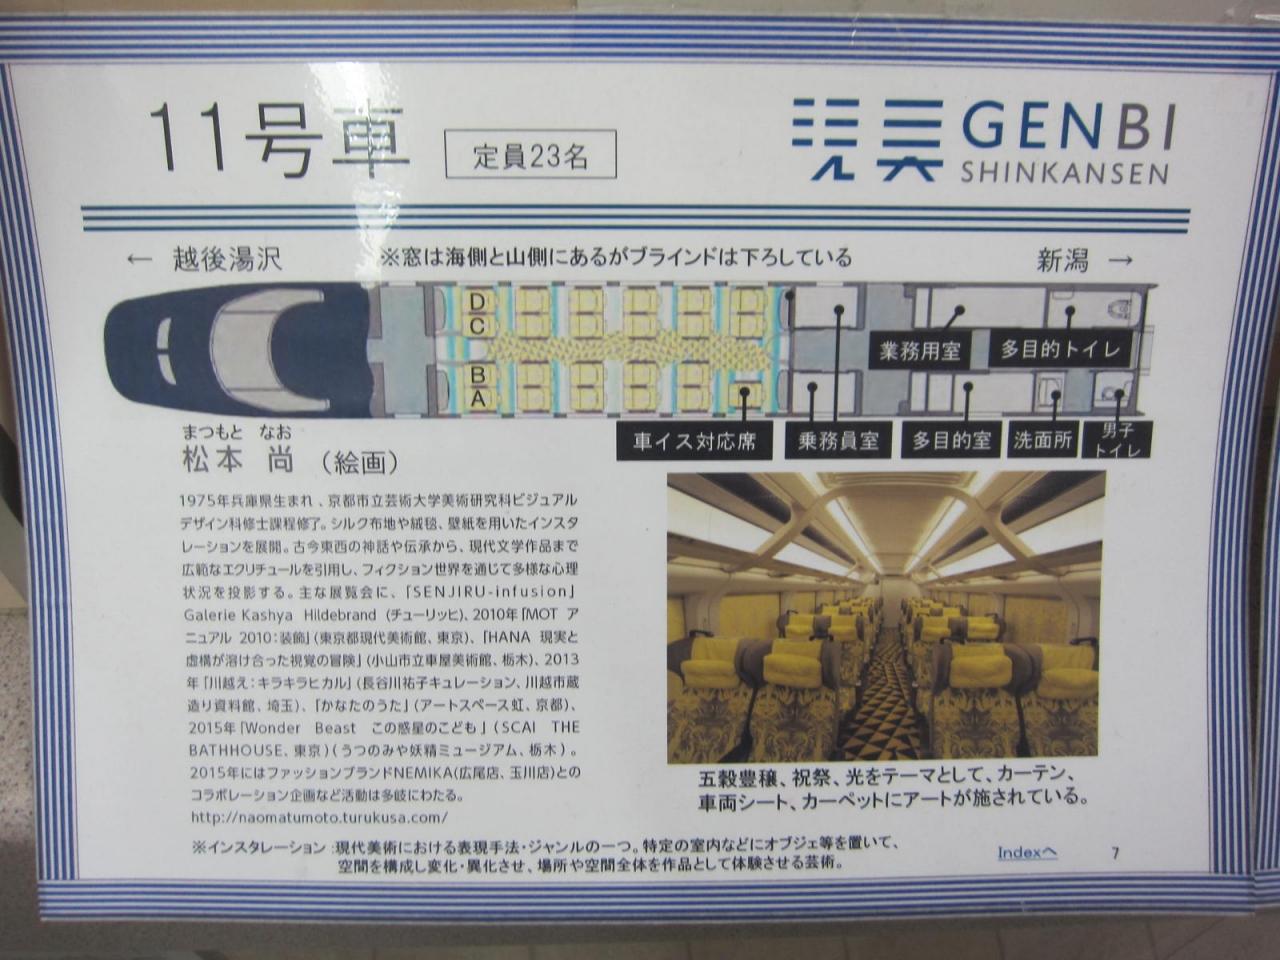 11号車
定員23名
現美 GENBI
SHINKANSEN
← 越後湯沢
※窓は海側と山側にあるがブラインドは下ろしている
新潟 →
D
C
B
A
業務用室
多目的トイレ
車イス対応席
乗務員室
多目的室
洗面所
男子
トイレ
まつもと なお
松本 尚 （絵画）
1975年兵庫県生まれ、京都市立芸術大学美術研究科ビジュアル
デザイン科修士課程修了。シルク布地や絨毯、壁紙を用いたインスタ
レーションを展開。古今東西の神話や伝承から、現代文学作品まで
広範なエクリチュールを引用し、フィクション世界を通じて多様な心理
状況を投影する。主な展覧会に、「SENJIRU-infusion」
Galerie Kashya Hildebrand（チューリッヒ）、2010年「MOT ア
ニュアル 2010：装飾」（東京都現代美術館、東京）、「HANA 現実と
虚構が溶け合った視覚の冒険」（小山市立車屋美術館、栃木）、2013
年「川越え：キラキラヒカル」（長谷川祐子キュレーション、川越市蔵
造り資料館、埼玉）、「かなたのうた」（アートスペース虹、京都）、
2015年「Wonder Beast この惑星のこども」（SCAI THE
BATHHOUSE、東京）（うつのみや妖精ミュージアム、栃木）。
2015年にはファッションブランドNEMIKA(広尾店、玉川店)との
コラボレーション企画など活動は多岐にわたる。
http://naomatumoto.turukusa.com/
五穀豊穣、祝祭、光をテーマとして、カーテン、
車両シート、カーペットにアートが施されている。
※インスタレーション：現代美術における表現手法・ジャンルの一つ。特定の室内などにオブジェ等を置いて、
空間を構成し変化・異化させ、場所や空間全体を作品として体験させる芸術。
Indexへ
7